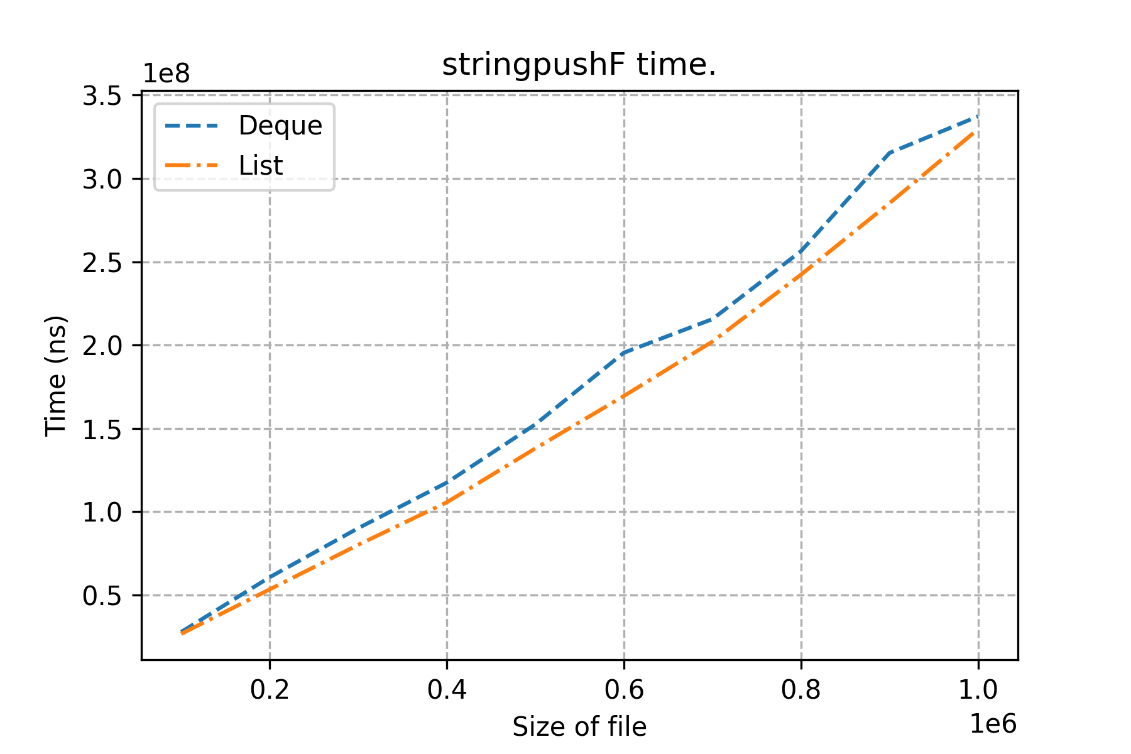 stringpushF time.
1e8
3.5
3.0
2.5
2.0
1.5
1.0
0.5
Time (ns)
Deque
List
0.2 0.4 0.6 0.8 1.0
Size of file
1e6